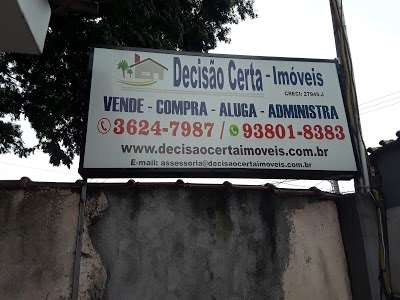 Decisão Certa - Imóveis
CRECI: 27945-J
VENDE - COMPRA - ALUGA - ADMINISTRA
3624-7987 / 93801-8383
www.decisaocertaimoveis.com.br
E-mail: assessoria@decisaocertaimoveis.com.br